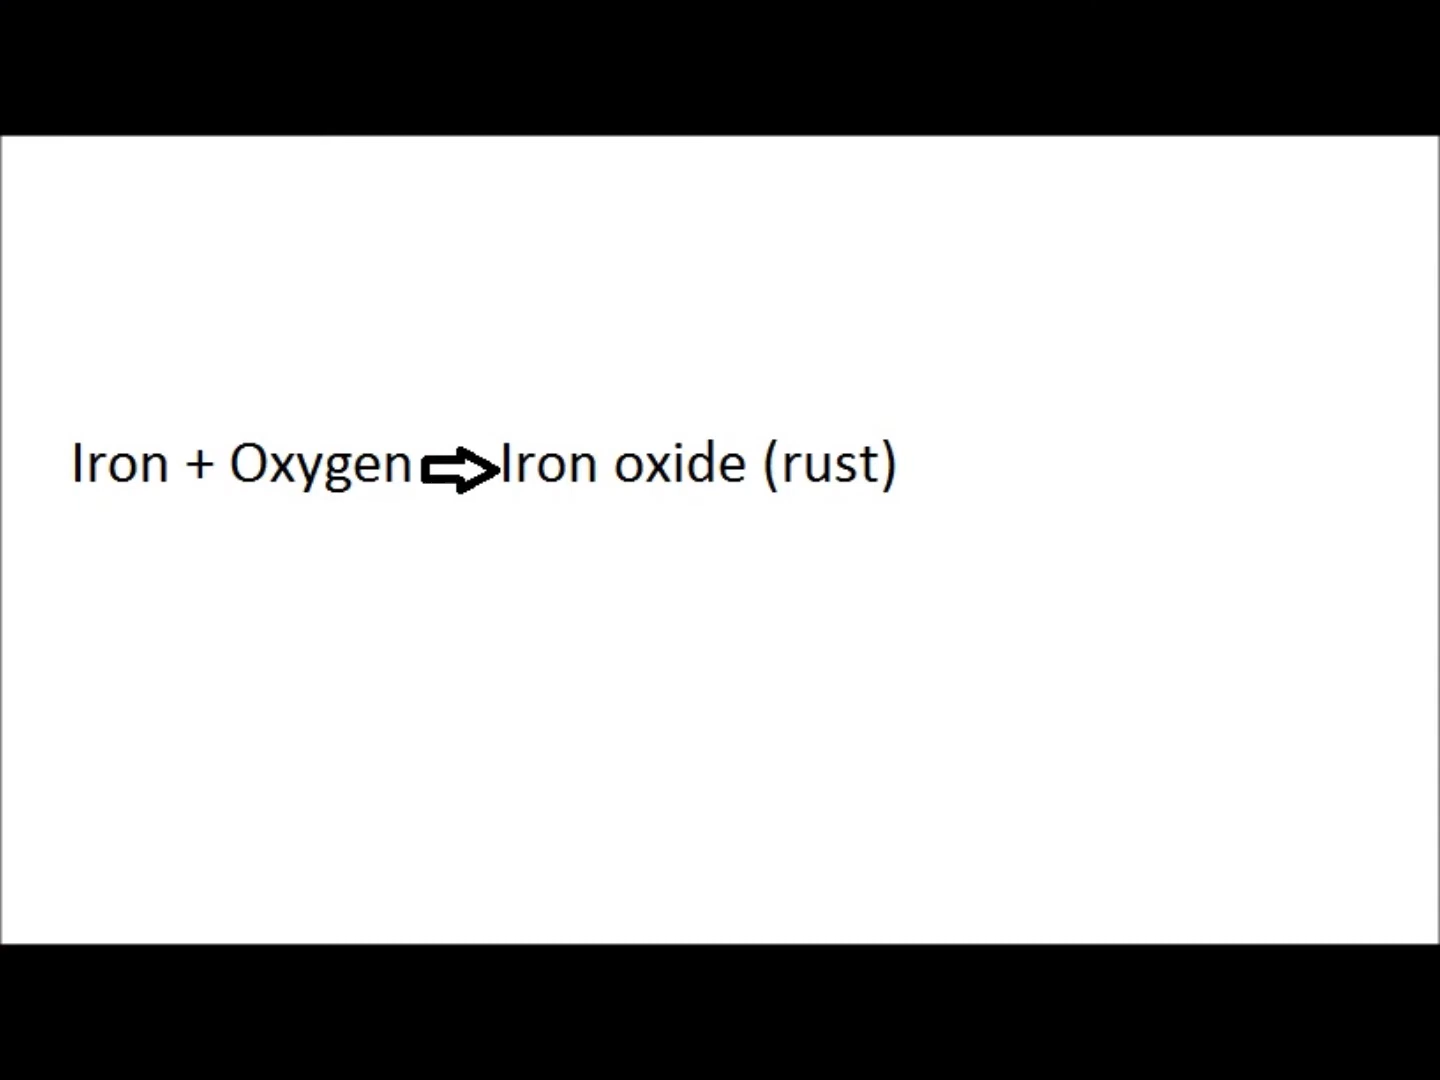 Iron + Oxygen ⇨ Iron oxide (rust)